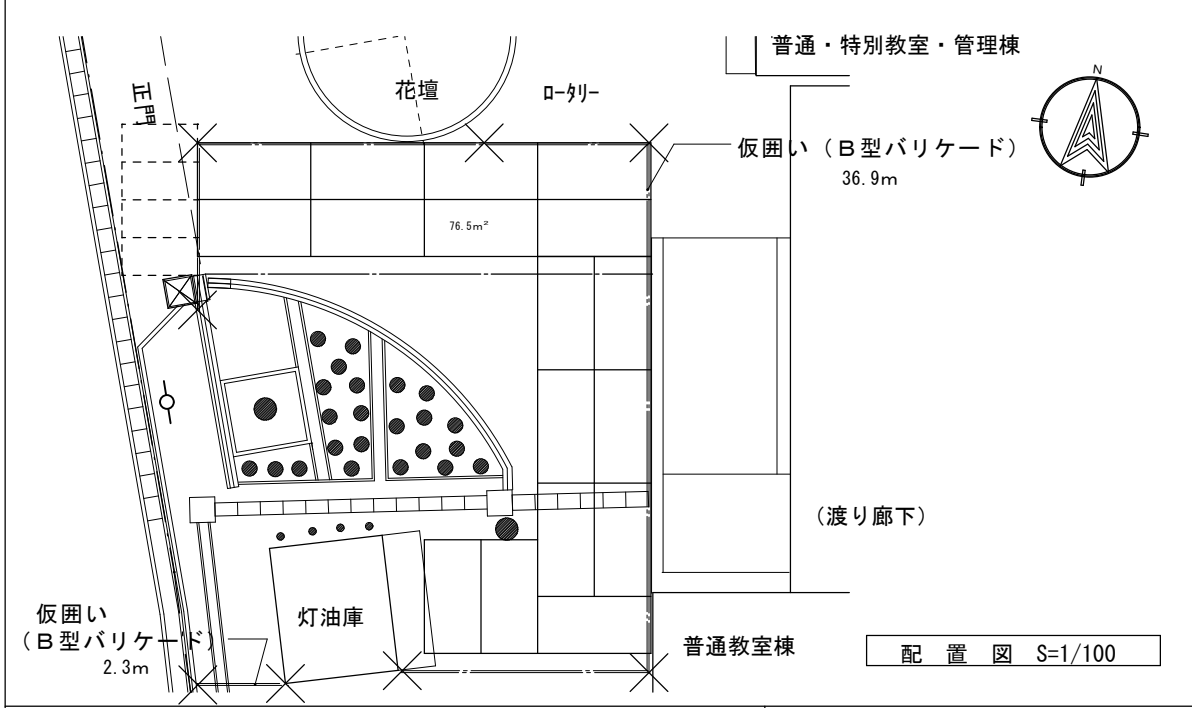 普通・特別教室・管理棟
花壇
ﾛｰﾀﾘｰ
正門
N
仮囲い（Ｂ型バリケード）
36.9m
76.5m²
（渡り廊下）
仮囲い
（Ｂ型バリケード）
2.3m
灯油庫
普通教室棟
配 置 図 S=1/100